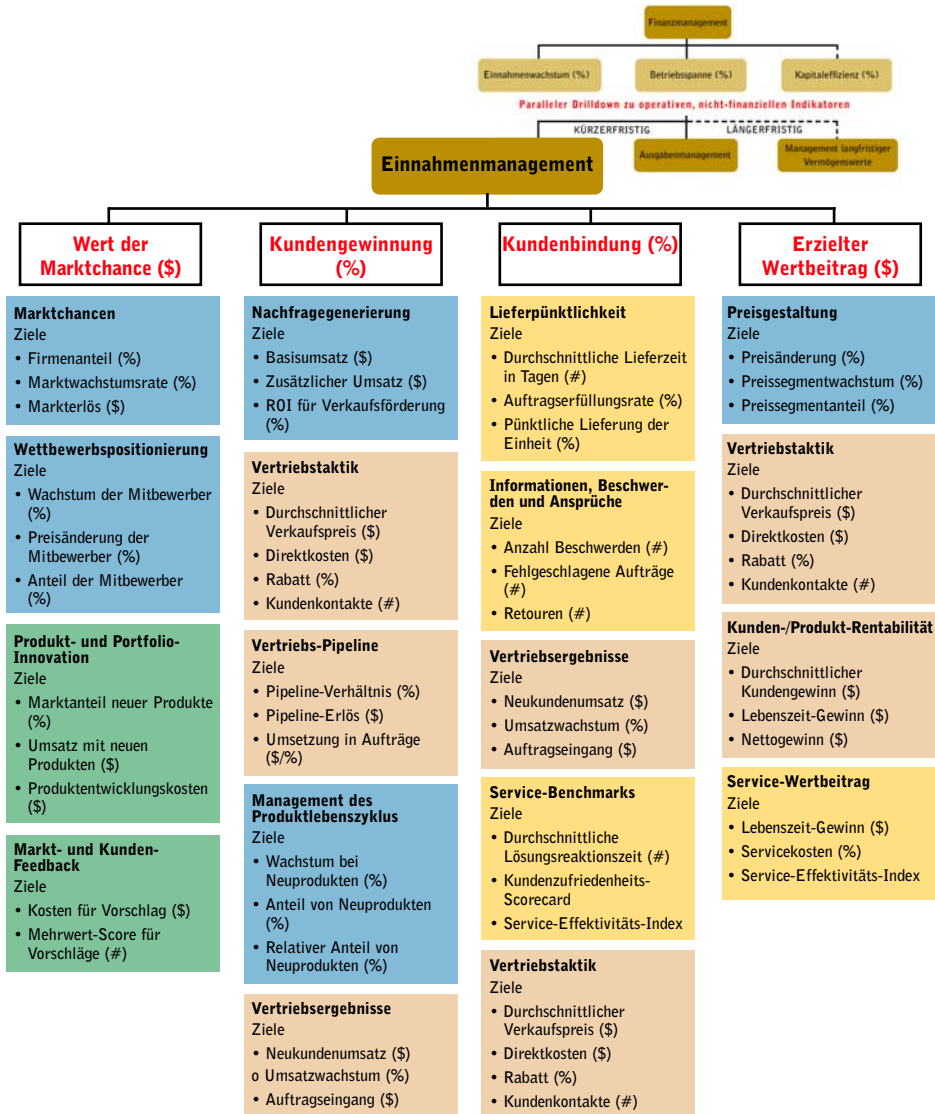 Finanzmanagement
Einnahmenwachstum (%)
Betriebsspanne (%)
Kapitaleffizienz (%)
Paralleler Drilldown zu operativen, nicht-finanziellen Indikatoren
KÜRZERFRISTIG
LÄNGERFRISTIG
Einnahmenmanagement
Ausgabenmanagement
Management langfristiger
Vermögenswerte
Wert der
Marktchance ($)
Marktchancen
Ziele
• Firmenanteil (%)
• Marktwachstumsrate (%)
• Markterlös ($)
Wettbewerbspositionierung
Ziele
• Wachstum der Mitbewerber
(%)
• Preisänderung der
Mitbewerber (%)
• Anteil der Mitbewerber
(%)
Produkt- und Portfolio-
Innovation
Ziele
• Marktanteil neuer Produkte
(%)
• Umsatz mit neuen
Produkten ($)
• Produktentwicklungskosten
($)
Markt- und Kunden-
Feedback
Ziele
• Kosten für Vorschlag ($)
• Mehrwert-Score für
Vorschläge (#)
Kundengewinnung
(%)
Nachfragegenerierung
Ziele
• Basisumsatz ($)
• Zusätzlicher Umsatz ($)
• ROI für Verkaufsförderung
(%)
Vertriebstaktik
Ziele
• Durchschnittlicher
Verkaufspreis ($)
• Direktkosten ($)
• Rabatt (%)
• Kundenkontakte (#)
Vertriebs-Pipeline
Ziele
• Pipeline-Verhältnis (%)
• Pipeline-Erlös ($)
• Umsetzung in Aufträge
($/%)
Management des
Produktlebenszyklus
Ziele
• Wachstum bei
Neuprodukten (%)
• Anteil von Neuprodukten
(%)
• Relativer Anteil von
Neuprodukten (%)
Vertriebsergebnisse
Ziele
• Neukundenumsatz ($)
o Umsatzwachstum (%)
• Auftragseingang ($)
Kundenbindung (%)
Lieferpünktlichkeit
Ziele
• Durchschnittliche Lieferzeit
in Tagen (#)
• Auftragserfüllungsrate (%)
• Pünktliche Lieferung der
Einheit (%)
Informationen, Beschwer-
den und Ansprüche
Ziele
• Anzahl Beschwerden (#)
• Fehlgeschlagene Aufträge
(#)
• Retouren (#)
Vertriebsergebnisse
Ziele
• Neukundenumsatz ($)
• Umsatzwachstum (%)
• Auftragseingang ($)
Service-Benchmarks
Ziele
• Durchschnittliche
Lösungsreaktionszeit (#)
• Kundenzufriedenheits-
Scorecard
• Service-Effektivitäts-Index
Vertriebstaktik
Ziele
• Durchschnittlicher
Verkaufspreis ($)
• Direktkosten ($)
• Rabatt (%)
• Kundenkontakte (#)
Erzielter
Wertbeitrag ($)
Preisgestaltung
Ziele
• Preisänderung (%)
• Preissegmentwachstum (%)
• Preissegmentanteil (%)
Vertriebstaktik
Ziele
• Durchschnittlicher
Verkaufspreis ($)
• Direktkosten ($)
• Rabatt (%)
• Kundenkontakte (#)
Kunden-/Produkt-Rentabilität
Ziele
• Durchschnittlicher
Kundengewinn ($)
• Lebenszeit-Gewinn ($)
• Nettogewinn ($)
Service-Wertbeitrag
Ziele
• Lebenszeit-Gewinn ($)
• Servicekosten (%)
• Service-Effektivitäts-Index